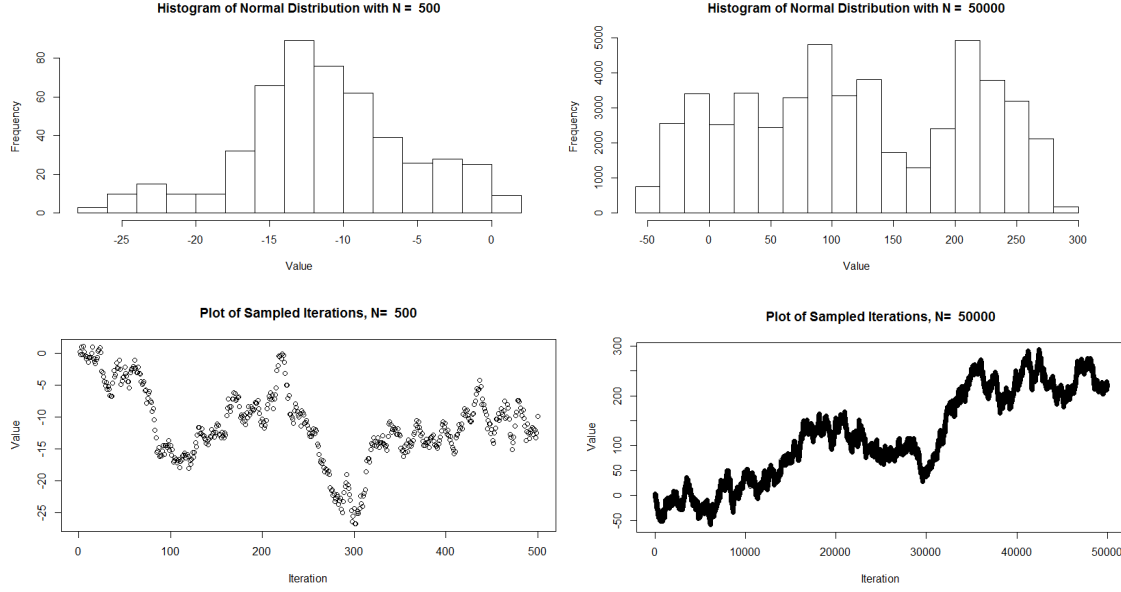 Histogram of Normal Distribution with N =  500
Frequency
0 20 40 60 80
-25 -20 -15 -10 -5 0
Value
Histogram of Normal Distribution with N =  50000
Frequency
0 1000 2000 3000 4000 5000
-50 0 50 100 150 200 250 300
Value
Plot of Sampled Iterations, N=  500
Value
-25 -20 -15 -10 -5 0
0 100 200 300 400 500
Iteration
Plot of Sampled Iterations, N=  50000
Value
-50 0 50 100 200 300
0 10000 20000 30000 40000 50000
Iteration